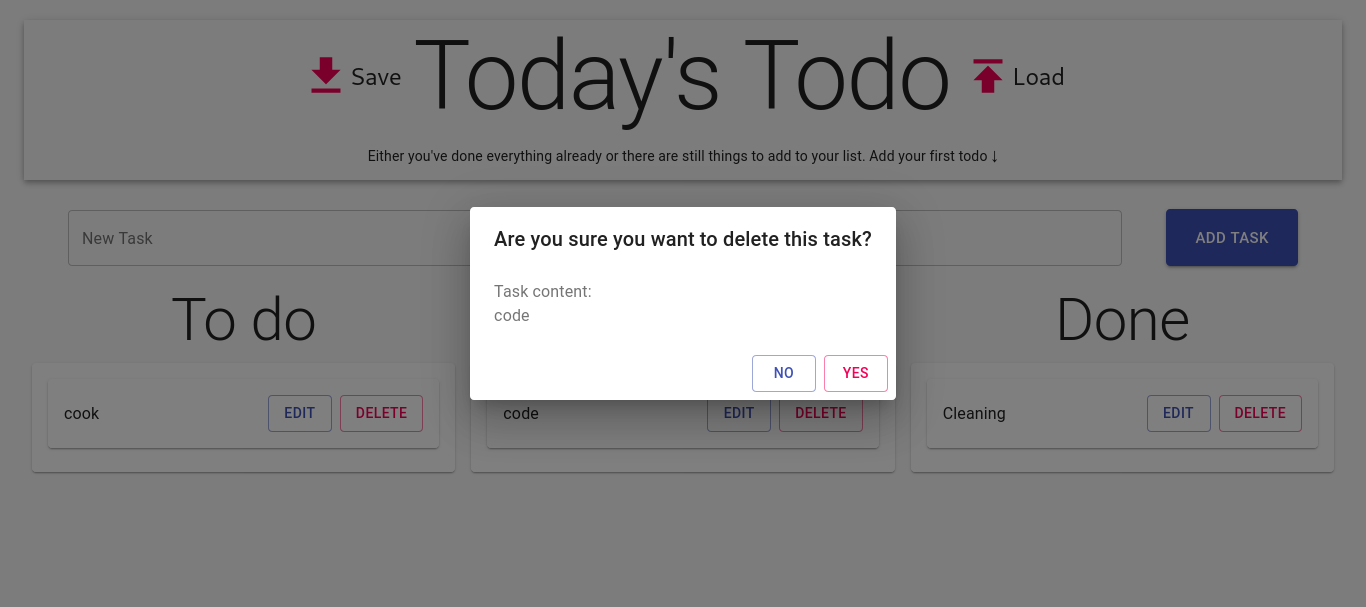 Save
Today's Todo
Load
Either you've done everything already or there are still things to add to your list. Add your first todo ↓
New Task
ADD TASK
Are you sure you want to delete this task?
Task content:
code
NO
YES
To do
Done
cook
EDIT
DELETE
code
EDIT
DELETE
Cleaning
EDIT
DELETE